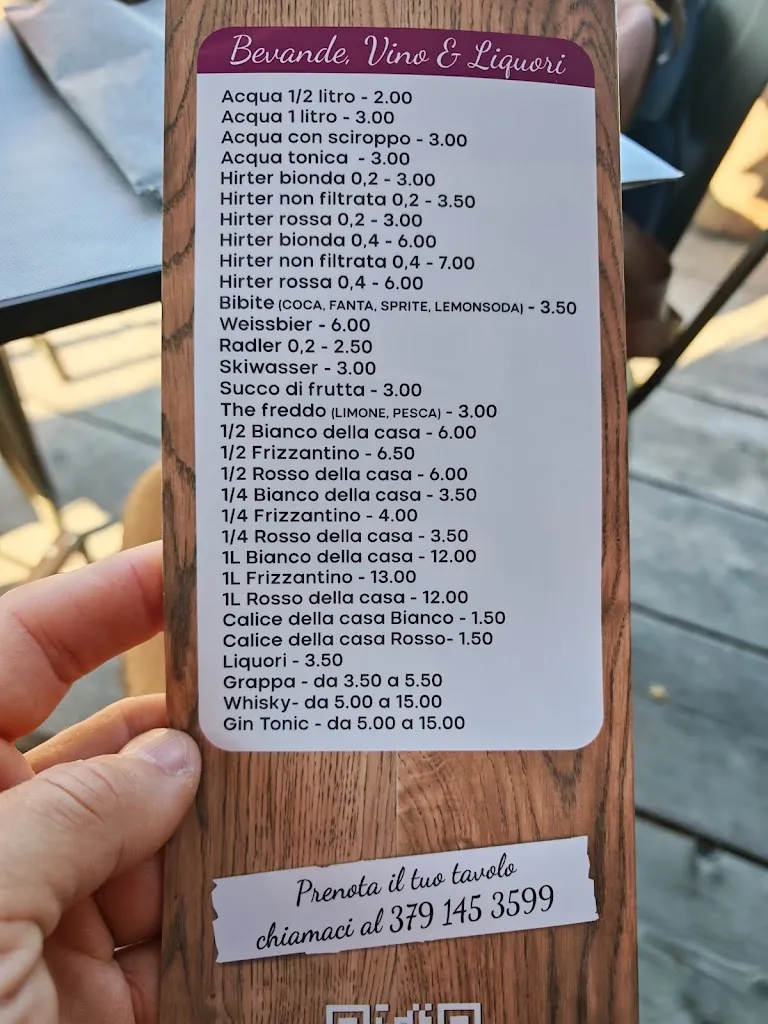 Bevande, Vino & Liquori
Acqua 1/2 litro - 2.00
Acqua 1 litro - 3.00
Acqua con sciroppo - 3.00
Acqua tonica - 3.00
Hirter bionda 0,2 - 3.00
Hirter non filtrata 0,2 - 3.50
Hirter rossa 0,2 - 3.00
Hirter bionda 0,4 - 6.00
Hirter non filtrata 0,4 - 7.00
Hirter rossa 0,4 - 6.00
Bibite (COCA, FANTA, SPRITE, LEMONSODA) - 3.50
Weissbier - 6.00
Radler 0,2 - 2.50
Skiwasser - 3.00
Succo di frutta - 3.00
The freddo (LIMONE, PESCA) - 3.00
1/2 Bianco della casa - 6.00
1/2 Frizzantino - 6.50
1/2 Rosso della casa - 6.00
1/4 Bianco della casa - 3.50
1/4 Frizzantino - 4.00
1/4 Rosso della casa - 3.50
1L Bianco della casa - 12.00
1L Frizzantino - 13.00
1L Rosso della casa - 12.00
Calice della casa Bianco - 1.50
Calice della casa Rosso- 1.50
Liquori - 3.50
Grappa - da 3.50 a 5.50
Whisky- da 5.00 a 15.00
Gin Tonic - da 5.00 a 15.00
Prenota il tuo tavolo
chiamaci al 379 145 3599